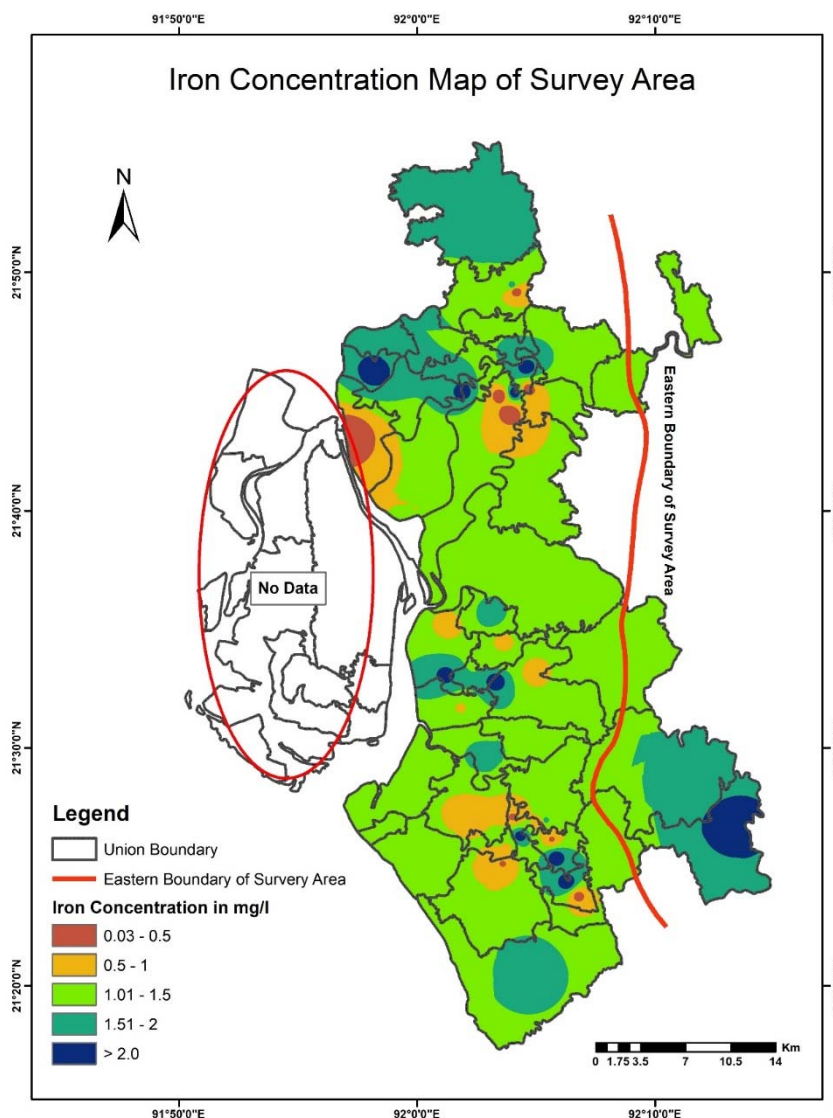 91°50'0"E 92°0'0"E 92°10'0"E
Iron Concentration Map of Survey Area
N
21°50'0"N
21°40'0"N
21°30'0"N
21°20'0"N
Eastern Boundary of Survey Area
No Data
Legend
Union Boundary
Eastern Boundary of Survery Area
Iron Concentration in mg/l
0.03 - 0.5
0.5 - 1
1.01 - 1.5
1.51 - 2
> 2.0
Km
0 1.75 3.5 7 10.5 14
91°50'0"E 92°0'0"E 92°10'0"E